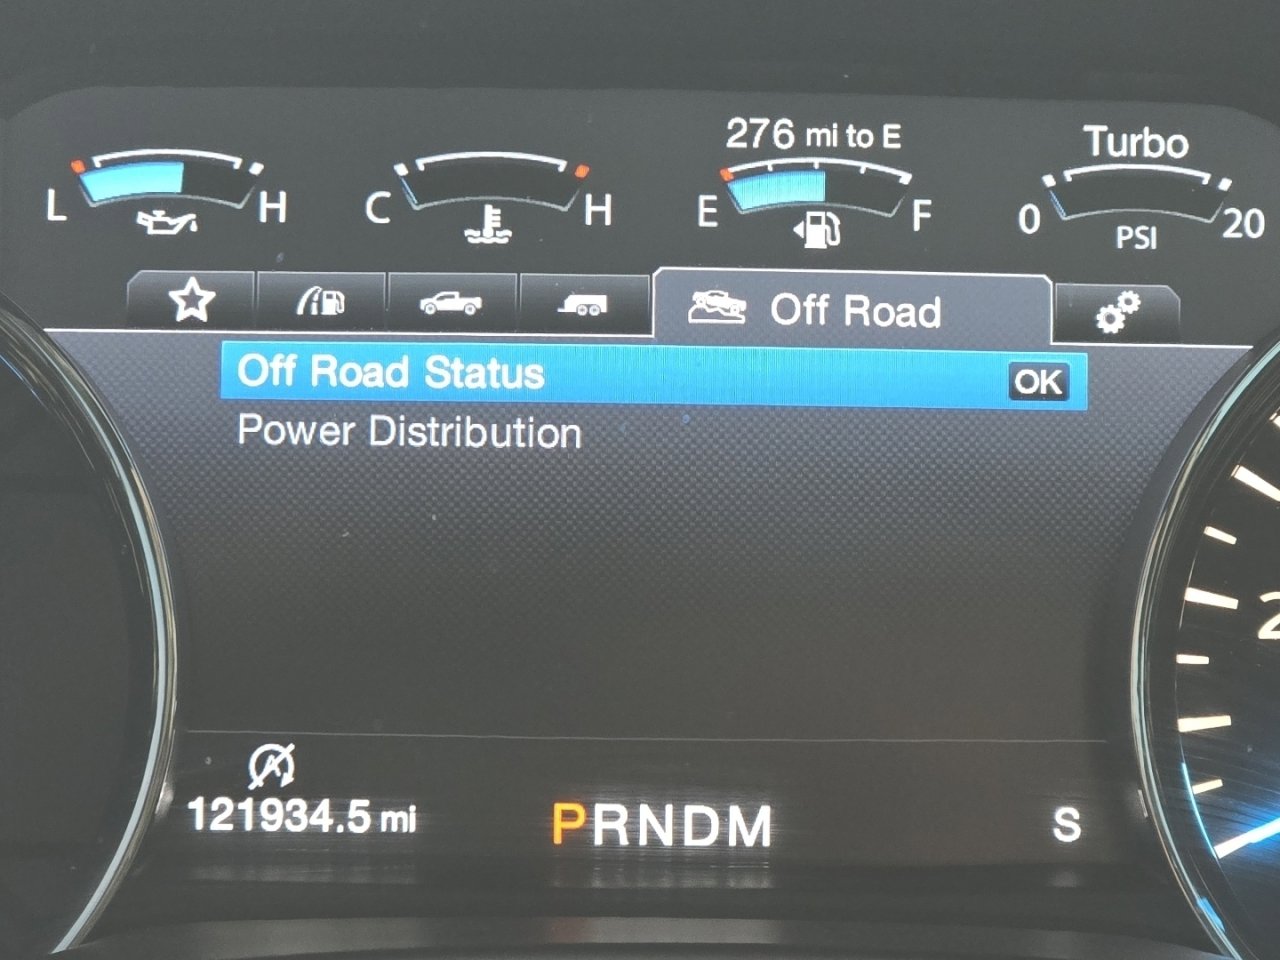 276 mi to E
Turbo
L H
C H
E F
0 20
PSI
Off Road
Off Road Status OK
Power Distribution
2
121934.5 mi
PRNDM
S